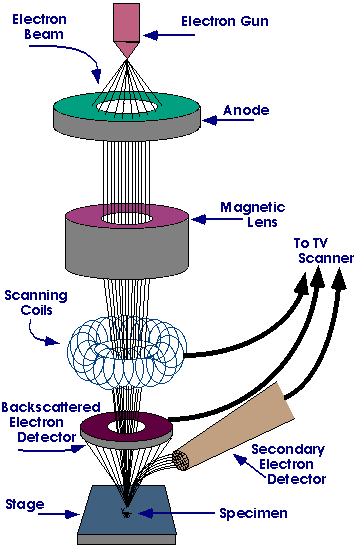 Electron
Beam
Electron Gun
Anode
Magnetic
Lens
To TV
Scanner
Scanning
Coils
Backscattered
Electron
Detector
Secondary
Electron
Detector
Stage
Specimen